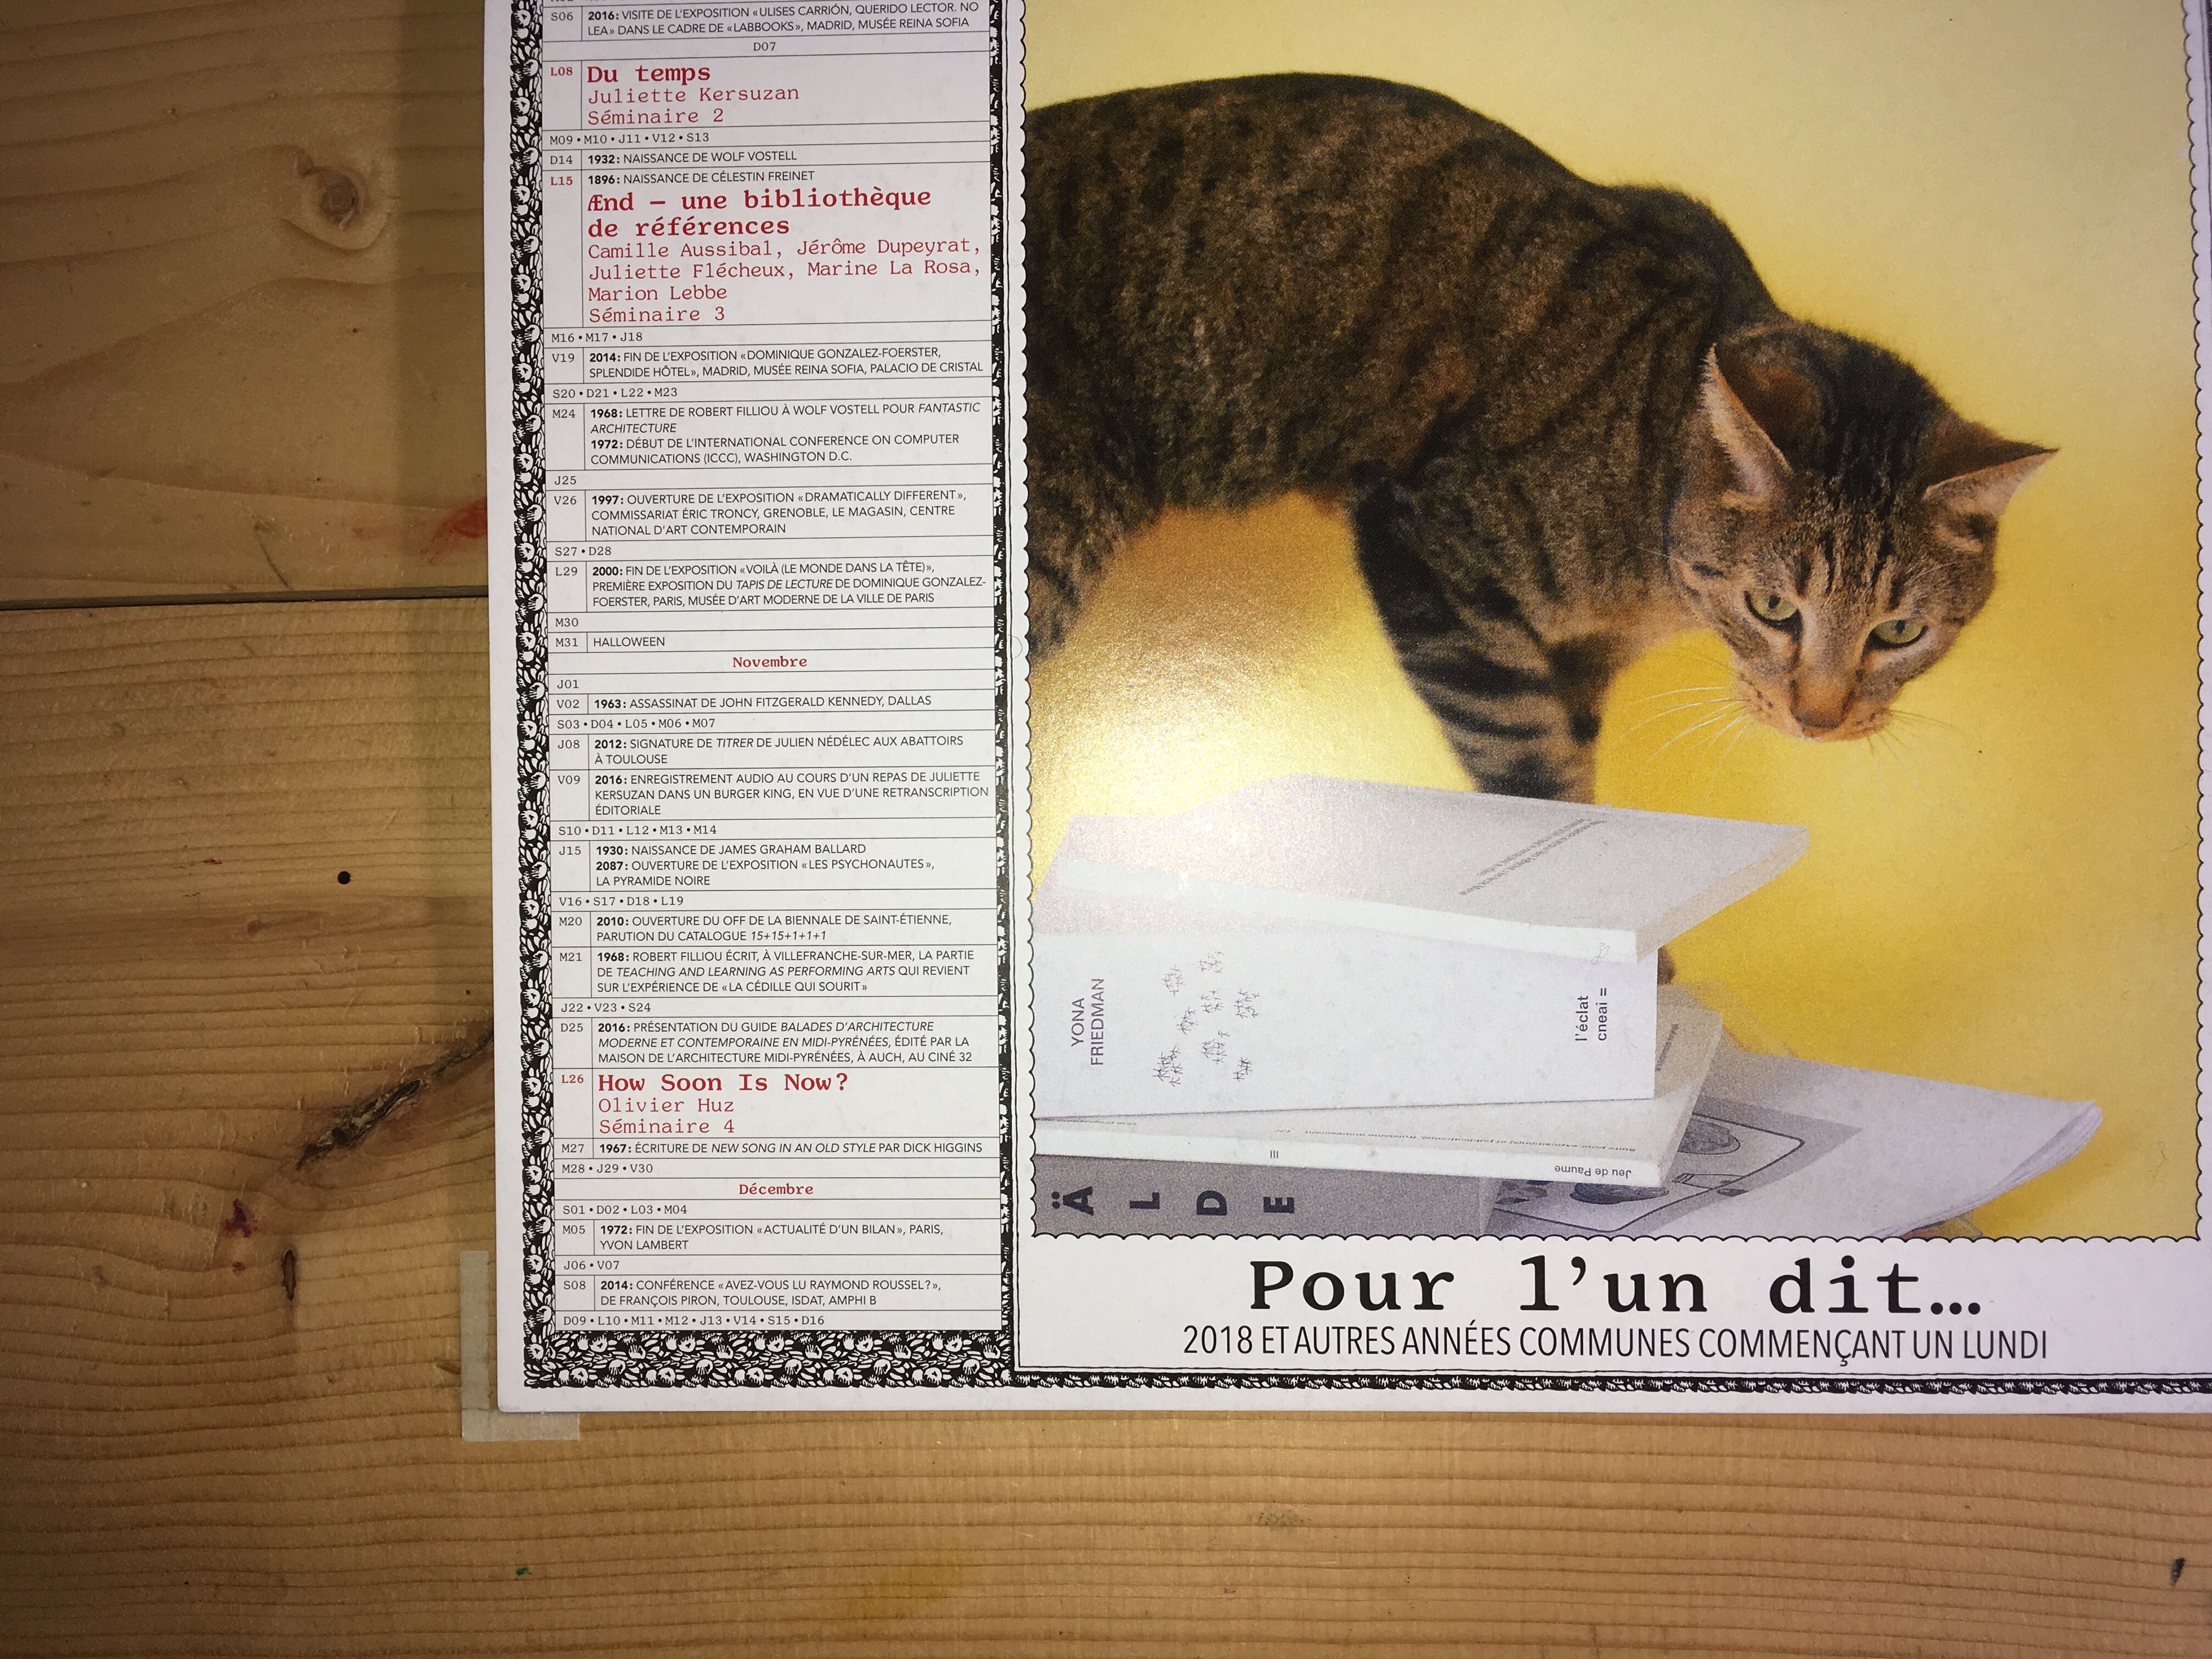 S06 2016: VISITE DE L'EXPOSITION «ULISES CARRIÓN, QUERIDO LECTOR. NO
LEA» DANS LE CADRE DE «LABBOOKS», MADRID, MUSÉE REINA SOFIA
D07
L08 Du temps
Juliette Kersuzan
Séminaire 2
M09 • M10 • J11 • V12 • S13
D14 1932: NAISSANCE DE WOLF VOSTELL
L15 1896: NAISSANCE DE CÉLESTIN FREINET
Ænd – une bibliothèque
de références
Camille Aussibal, Jérôme Dupeyrat,
Juliette Flécheux, Marine La Rosa,
Marion Lebbe
Séminaire 3
M16 • M17 • J18
V19 2014: FIN DE L'EXPOSITION «DOMINIQUE GONZALEZ-FOERSTER,
SPLENDIDE HÔTEL», MADRID, MUSÉE REINA SOFIA, PALACIO DE CRISTAL
S20 • D21 • L22 • M23
M24 1968: LETTRE DE ROBERT FILLIOU À WOLF VOSTELL POUR FANTASTIC
ARCHITECTURE
1972: DÉBUT DE L'INTERNATIONAL CONFERENCE ON COMPUTER
COMMUNICATIONS (ICCC), WASHINGTON D.C.
J25
V26 1997: OUVERTURE DE L'EXPOSITION «DRAMATICALLY DIFFERENT»,
COMMISSARIAT ÉRIC TRONCY, GRENOBLE, LE MAGASIN, CENTRE
NATIONAL D'ART CONTEMPORAIN
S27 • D28
L29 2000: FIN DE L'EXPOSITION «VOILÀ (LE MONDE DANS LA TÊTE)»,
PREMIÈRE EXPOSITION DU TAPIS DE LECTURE DE DOMINIQUE GONZALEZ-
FOERSTER, PARIS, MUSÉE D'ART MODERNE DE LA VILLE DE PARIS
M30
M31 HALLOWEEN
Novembre
J01
V02 1963: ASSASSINAT DE JOHN FITZGERALD KENNEDY, DALLAS
S03 • D04 • L05 • M06 • M07
J08 2012: SIGNATURE DE TITRER DE JULIEN NÉDÉLEC AUX ABATTOIRS
À TOULOUSE
V09 2016: ENREGISTREMENT AUDIO AU COURS D'UN REPAS DE JULIETTE
KERSUZAN DANS UN BURGER KING, EN VUE D'UNE RETRANSCRIPTION
ÉDITORIALE
S10 • D11 • L12 • M13 • M14
J15 1930: NAISSANCE DE JAMES GRAHAM BALLARD
2087: OUVERTURE DE L'EXPOSITION «LES PSYCHONAUTES»,
LA PYRAMIDE NOIRE
V16 • S17 • D18 • L19
M20 2010: OUVERTURE DU OFF DE LA BIENNALE DE SAINT-ÉTIENNE,
PARUTION DU CATALOGUE 15+15+1+1+1
M21 1968: ROBERT FILLIOU ÉCRIT, À VILLEFRANCHE-SUR-MER, LA PARTIE
DE TEACHING AND LEARNING AS PERFORMING ARTS QUI REVIENT
SUR L'EXPÉRIENCE DE «LA CÉDILLE QUI SOURIT»
J22 • V23 • S24
D25 2016: PRÉSENTATION DU GUIDE BALADES D'ARCHITECTURE
MODERNE ET CONTEMPORAINE EN MIDI-PYRÉNÉES, ÉDITÉ PAR LA
MAISON DE L'ARCHITECTURE MIDI-PYRÉNÉES, À AUCH, AU CINÉ 32
L26 How Soon Is Now?
Olivier Huz
Séminaire 4
M27 1967: ÉCRITURE DE NEW SONG IN AN OLD STYLE PAR DICK HIGGINS
M28 • J29 • V30
Décembre
S01 • D02 • L03 • M04
M05 1972: FIN DE L'EXPOSITION «ACTUALITÉ D'UN BILAN», PARIS,
YVON LAMBERT
J06 • V07
S08 2014: CONFÉRENCE «AVEZ-VOUS LU RAYMOND ROUSSEL?»,
DE FRANÇOIS PIRON, TOULOUSE, ISDAT, AMPHI B
D09 • L10 • M11 • M12 • J13 • V14 • S15 • D16
YONA
FRIEDMAN
l'éclat
cneai =
III
Jeu de Paume
ÄLDE
Pour l'un dit…
2018 ET AUTRES ANNÉES COMMUNES COMMENÇANT UN LUNDI